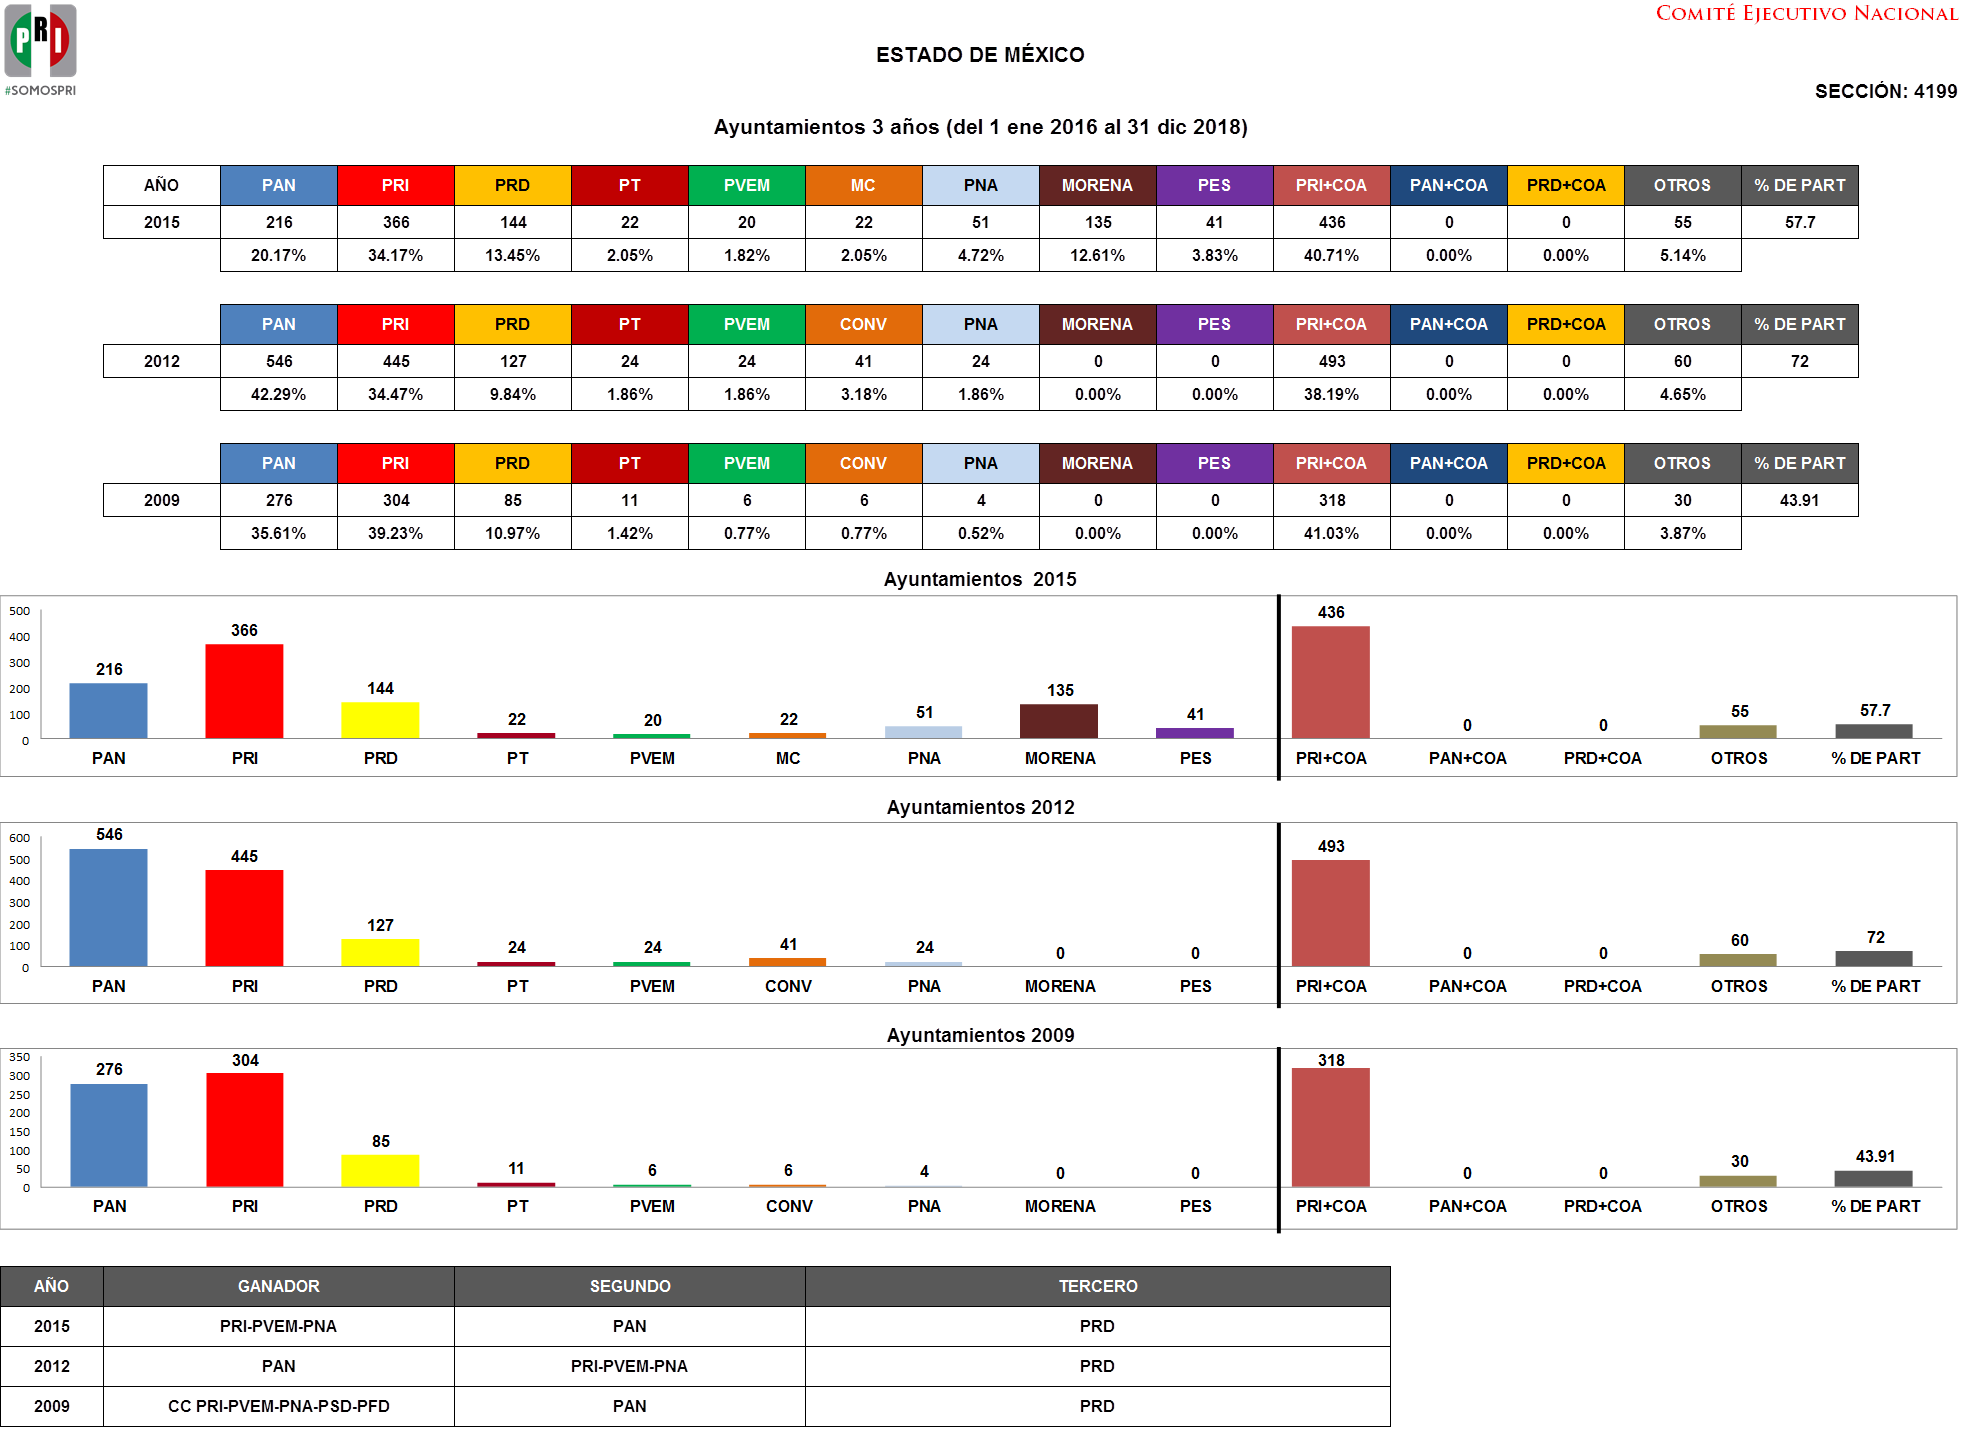 PRI
#SOMOSPRI
COMITÉ EJECUTIVO NACIONAL
ESTADO DE MÉXICO
SECCIÓN: 4199
Ayuntamientos 3 años (del 1 ene 2016 al 31 dic 2018)
AÑO PAN PRI PRD PT PVEM MC PNA MORENA PES PRI+COA PAN+COA PRD+COA OTROS % DE PART
2015 216 366 144 22 20 22 51 135 41 436 0 0 55 57.7
20.17% 34.17% 13.45% 2.05% 1.82% 2.05% 4.72% 12.61% 3.83% 40.71% 0.00% 0.00% 5.14%
PAN PRI PRD PT PVEM CONV PNA MORENA PES PRI+COA PAN+COA PRD+COA OTROS % DE PART
2012 546 445 127 24 24 41 24 0 0 493 0 0 60 72
42.29% 34.47% 9.84% 1.86% 1.86% 3.18% 1.86% 0.00% 0.00% 38.19% 0.00% 0.00% 4.65%
PAN PRI PRD PT PVEM CONV PNA MORENA PES PRI+COA PAN+COA PRD+COA OTROS % DE PART
2009 276 304 85 11 6 6 4 0 0 318 0 0 30 43.91
35.61% 39.23% 10.97% 1.42% 0.77% 0.77% 0.52% 0.00% 0.00% 41.03% 0.00% 0.00% 3.87%
Ayuntamientos 2015
500
400
300
200
100
0
216 366 144 22 20 22 51 135 41 436 0 0 55 57.7
PAN PRI PRD PT PVEM MC PNA MORENA PES PRI+COA PAN+COA PRD+COA OTROS % DE PART
Ayuntamientos 2012
600
500
400
300
200
100
0
546 445 127 24 24 41 24 0 0 493 0 0 60 72
PAN PRI PRD PT PVEM CONV PNA MORENA PES PRI+COA PAN+COA PRD+COA OTROS % DE PART
Ayuntamientos 2009
350
300
250
200
150
100
50
0
276 304 85 11 6 6 4 0 0 318 0 0 30 43.91
PAN PRI PRD PT PVEM CONV PNA MORENA PES PRI+COA PAN+COA PRD+COA OTROS % DE PART
AÑO GANADOR SEGUNDO TERCERO
2015 PRI-PVEM-PNA PAN PRD
2012 PAN PRI-PVEM-PNA PRD
2009 CC PRI-PVEM-PNA-PSD-PFD PAN PRD